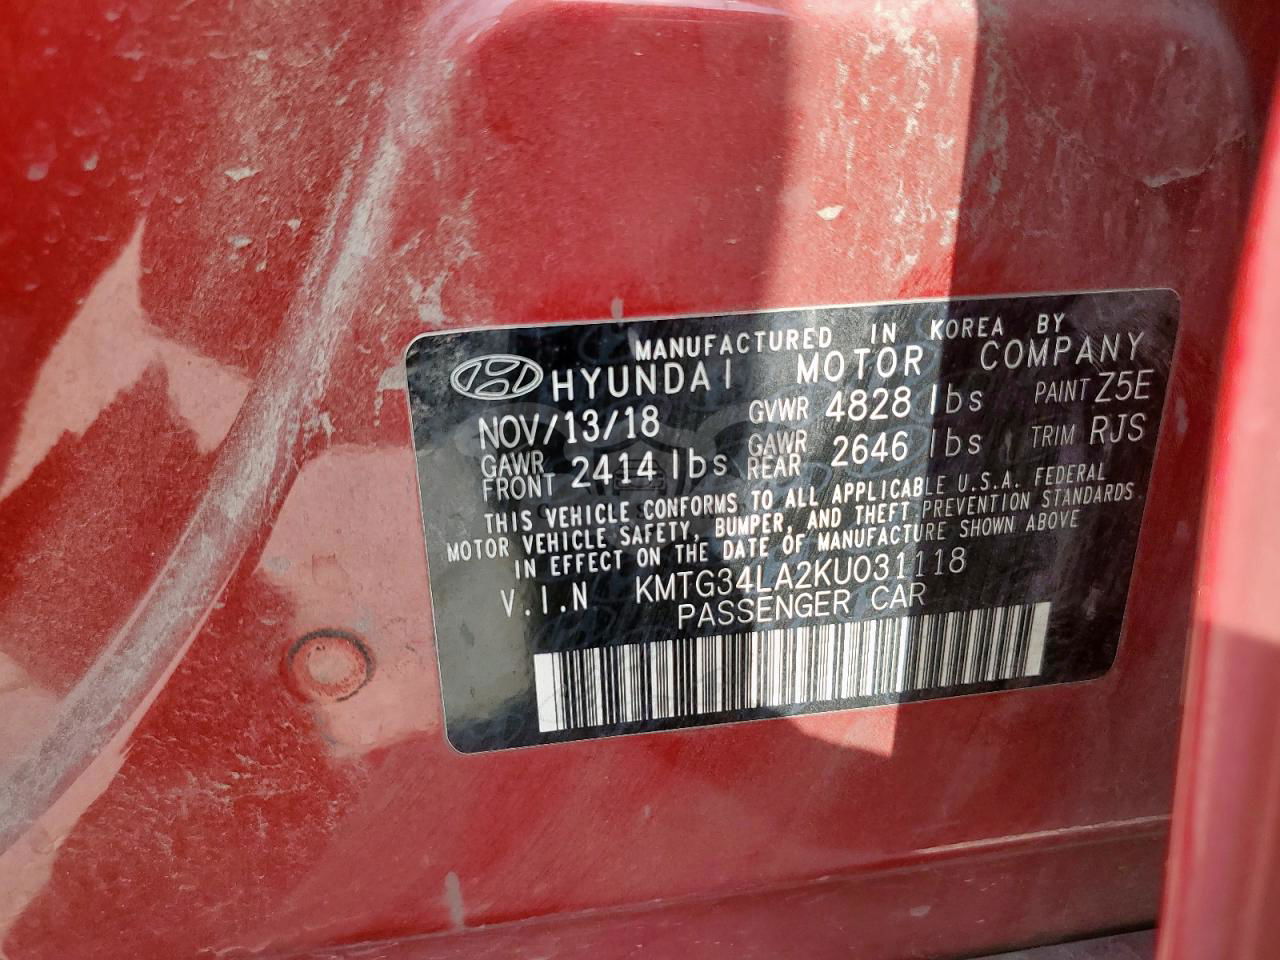 MANUFACTURED IN KOREA BY
HYUNDAI MOTOR COMPANY
NOV/13/18 GVWR 4828 lbs PAINT Z5E
GAWR FRONT 2414 lbs GAWR REAR 2646 lbs TRIM RJS
THIS VEHICLE CONFORMS TO ALL APPLICABLE U.S.A. FEDERAL
MOTOR VEHICLE SAFETY, BUMPER, AND THEFT PREVENTION STANDARDS
IN EFFECT ON THE DATE OF MANUFACTURE SHOWN ABOVE
V.I.N KMTG34LA2KU031118
PASSENGER CAR